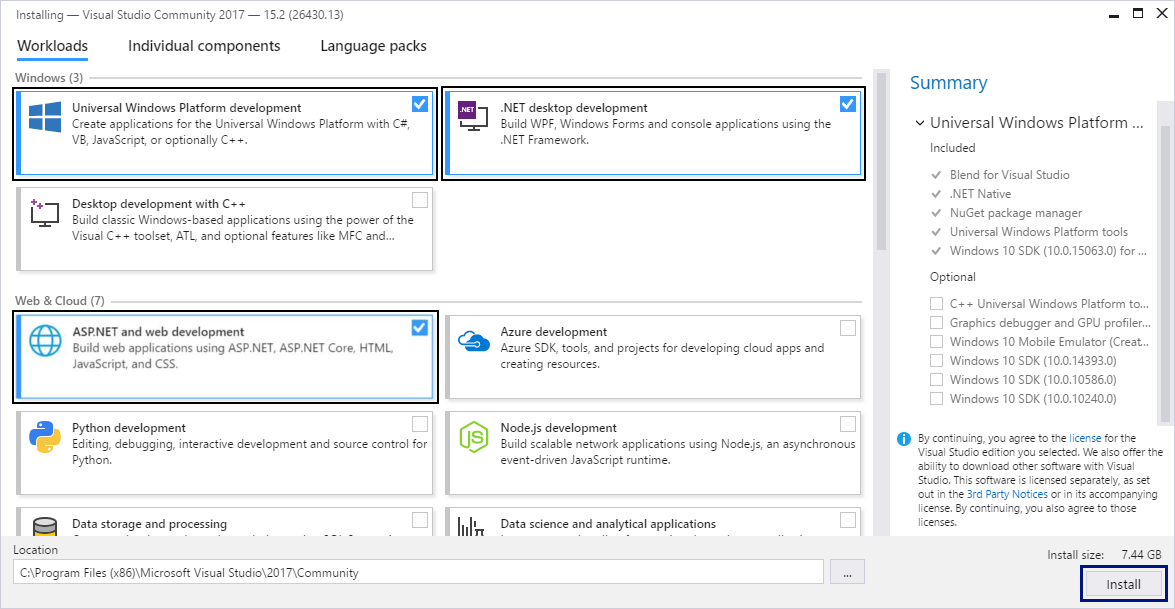 Installing — Visual Studio Community 2017 — 15.2 (26430.13)
Workloads
Individual components
Language packs
Windows (3)
Universal Windows Platform development
Create applications for the Universal Windows Platform with C#,
VB, JavaScript, or optionally C++.
.NET
.NET desktop development
Build WPF, Windows Forms and console applications using the
.NET Framework.
Desktop development with C++
Build classic Windows-based applications using the power of the
Visual C++ toolset, ATL, and optional features like MFC and...
Web & Cloud (7)
ASP.NET and web development
Build web applications using ASP.NET, ASP.NET Core, HTML,
JavaScript, and CSS.
Azure development
Azure SDK, tools, and projects for developing cloud apps and
creating resources.
Python development
Editing, debugging, interactive development and source control for
Python.
JS
Node.js development
Build scalable network applications using Node.js, an asynchronous
event-driven JavaScript runtime.
Data storage and processing
Data science and analytical applications
Summary
Universal Windows Platform ...
Included
Blend for Visual Studio
.NET Native
NuGet package manager
Universal Windows Platform tools
Windows 10 SDK (10.0.15063.0) for ...
Optional
C++ Universal Windows Platform to...
Graphics debugger and GPU profiler...
Windows 10 Mobile Emulator (Creat...
Windows 10 SDK (10.0.14393.0)
Windows 10 SDK (10.0.10586.0)
Windows 10 SDK (10.0.10240.0)
By continuing, you agree to the license for the
Visual Studio edition you selected. We also offer the
ability to download other software with Visual
Studio. This software is licensed separately, as set
out in the 3rd Party Notices or in its accompanying
license. By continuing, you also agree to those
licenses.
Location
C:\Program Files (x86)\Microsoft Visual Studio\2017\Community
...
Install size: 7.44 GB
Install